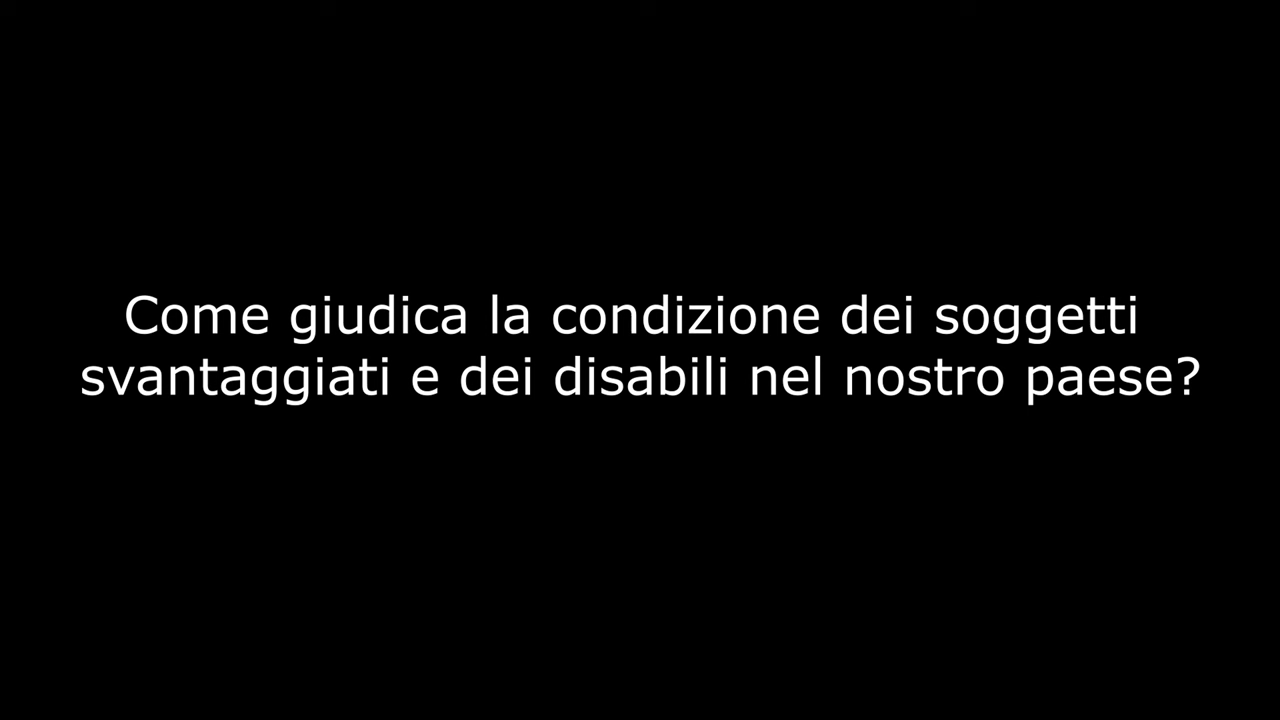 Come giudica la condizione dei soggetti
svantaggiati e dei disabili nel nostro paese?